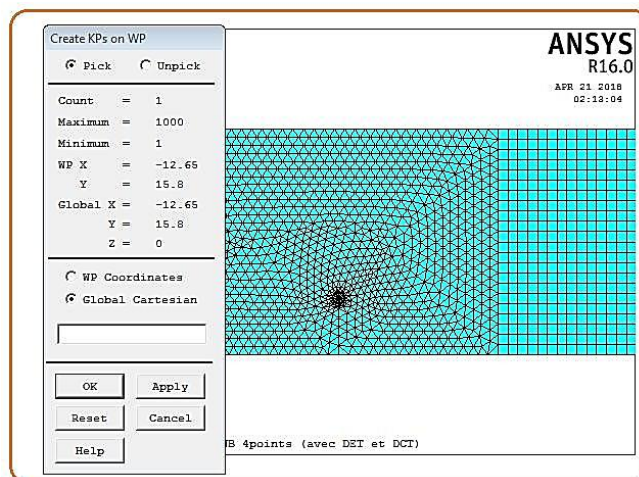 Create KPs on WP
Pick Unpick
Count = 1
Maximum = 1000
Minimum = 1
WP X = -12.65
Y = 15.8
Global X = -12.65
Y = 15.8
Z = 0
WP Coordinates
Global Cartesian
OK Apply
Reset Cancel
Help
ANSYS
R16.0
APR 21 2018
02:13:04
4points (avec DET et DCT)